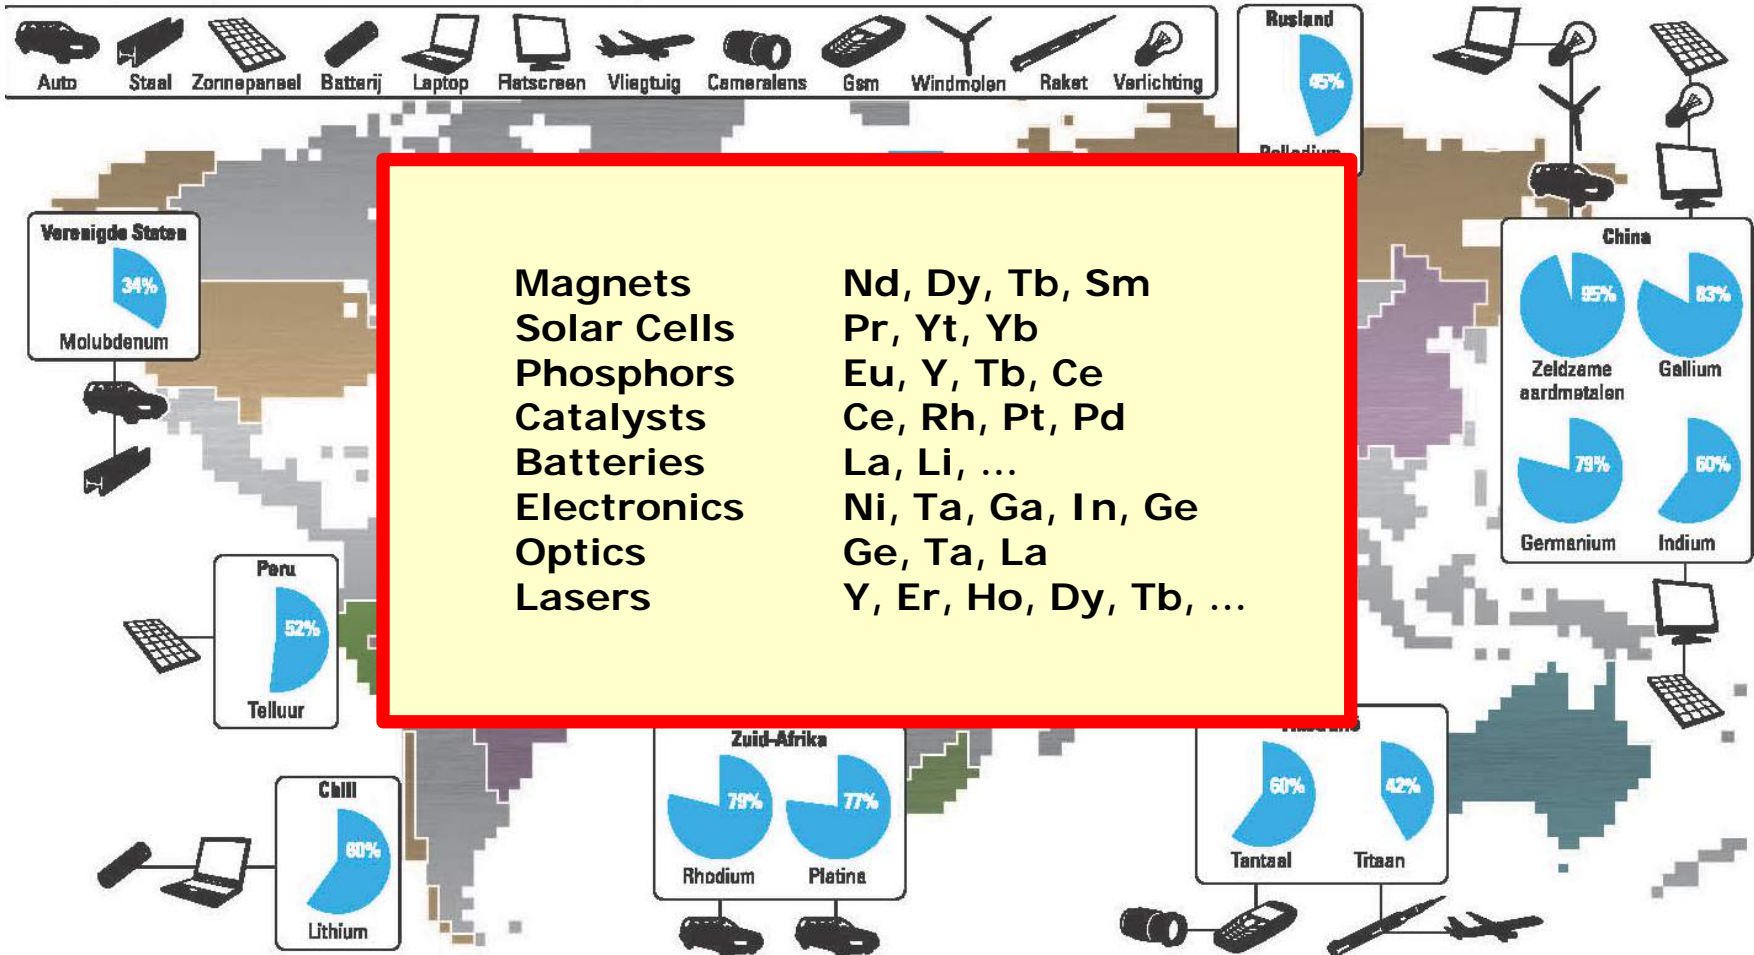 Auto Staal Zonnepaneel Batterij Laptop Flatscreen Vliegtuig Cameralens Gsm Windmolen Raket Verlichting
Rusland
45%
Palladium
Verenigde Staten
34%
Molubdenum
China
95% 83%
Zeldzame aardmetalen Gallium
79% 60%
Germanium Indium
Magnets Nd, Dy, Tb, Sm
Solar Cells Pr, Yt, Yb
Phosphors Eu, Y, Tb, Ce
Catalysts Ce, Rh, Pt, Pd
Batteries La, Li, ...
Electronics Ni, Ta, Ga, In, Ge
Optics Ge, Ta, La
Lasers Y, Er, Ho, Dy, Tb, ...
Peru
52%
Telluur
Chili
60%
Lithium
Zuid-Afrika
79% 77%
Rhodium Platina
60% 42%
Tantaal Titaan